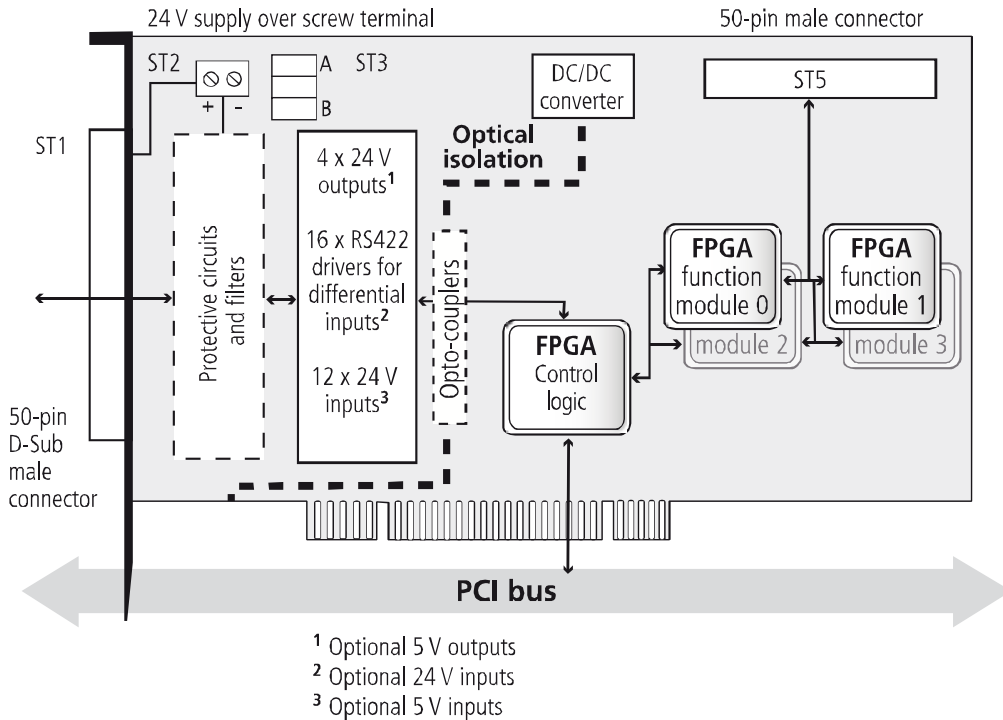 24 V supply over screw terminal
50-pin male connector
ST2
A
B
ST3
+ -
DC/DC
converter
ST5
ST1
Optical
isolation
Protective circuits
and filters
4 x 24 V
outputs¹
16 x RS422
drivers for
differential
inputs²
12 x 24 V
inputs³
Opto-couplers
FPGA
Control
logic
FPGA
function
module 0
module 2
FPGA
function
module 1
module 3
50-pin
D-Sub
male
connector
PCI bus
¹ Optional 5 V outputs
² Optional 24 V inputs
³ Optional 5 V inputs